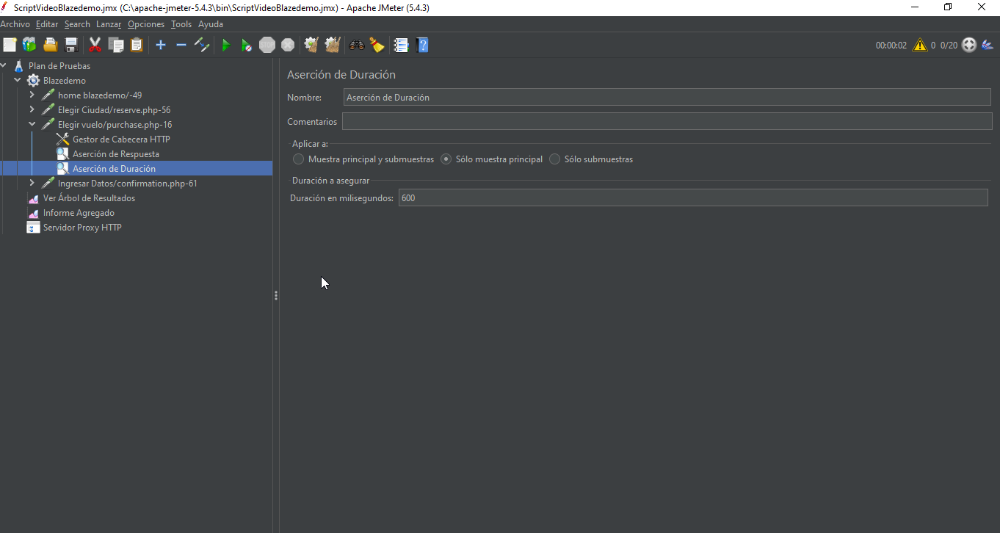 ScriptVideoBlazedemo.jmx (C:\apache-jmeter-5.4.3\bin\ScriptVideoBlazedemo.jmx) - Apache JMeter (5.4.3)
Archivo Editar Search Lanzar Opciones Tools Ayuda
00:00:02 0 0/20
Plan de Pruebas
Blazedemo
home blazedemo/-49
Elegir Ciudad/reserve.php-56
Elegir vuelo/purchase.php-16
Gestor de Cabecera HTTP
Aserción de Respuesta
Aserción de Duración
Ingresar Datos/confirmation.php-61
Ver Árbol de Resultados
Informe Agregado
Servidor Proxy HTTP
Aserción de Duración
Nombre: Aserción de Duración
Comentarios
Aplicar a:
Muestra principal y submuestras Sólo muestra principal Sólo submuestras
Duración a asegurar
Duración en milisegundos: 600